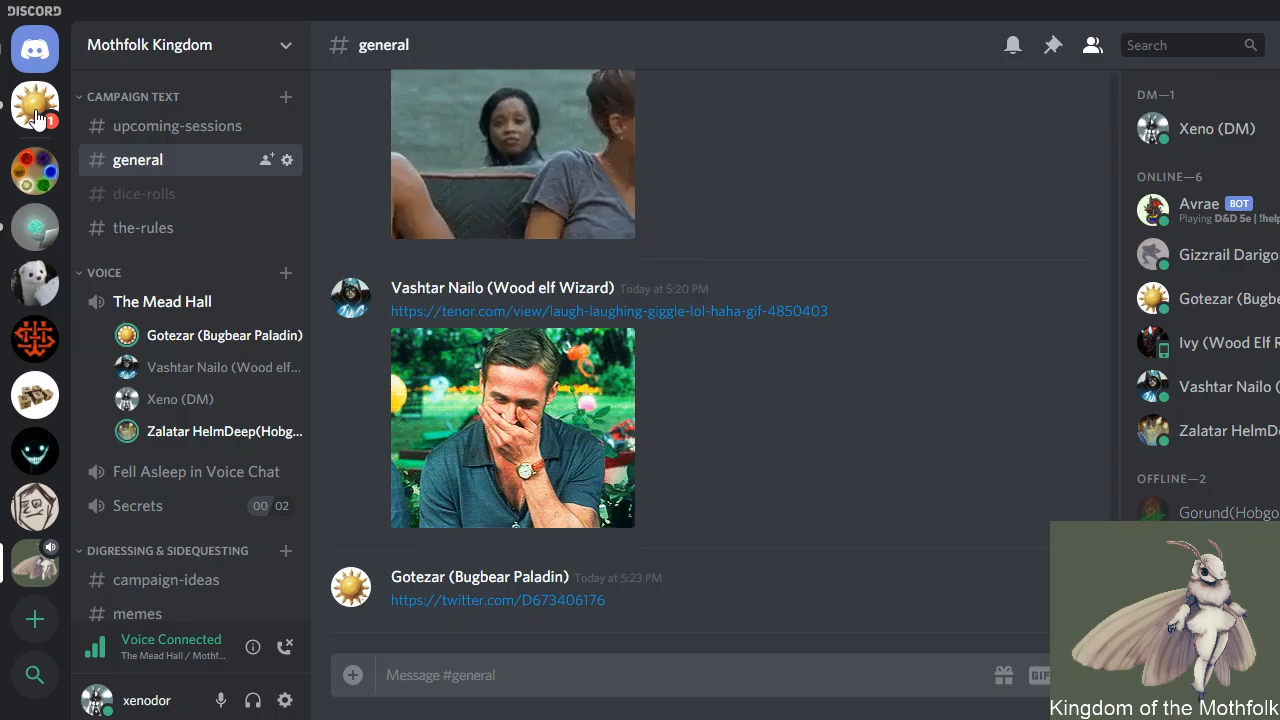 DISCORD
Mothfolk Kingdom
general
Search
CAMPAIGN TEXT
upcoming-sessions
general
dice-rolls
the-rules
VOICE
The Mead Hall
Gotezar (Bugbear Paladin)
Vashtar Nailo (Wood elf...
Xeno (DM)
Zalatar HelmDeep(Hobg...
Fell Asleep in Voice Chat
Secrets 00 02
DIGRESSING & SIDEQUESTING
campaign-ideas
memes
Voice Connected
The Mead Hall / Mothf...
xenodor
1
Vashtar Nailo (Wood elf Wizard) Today at 5:20 PM
https://tenor.com/view/laugh-laughing-giggle-lol-haha-gif-4850403
Gotezar (Bugbear Paladin) Today at 5:23 PM
https://twitter.com/D673406176
Message #general
GIF
DM—1
Xeno (DM)
ONLINE—6
Avrae BOT
Playing D&D 5e | !help
Gizzrail Darigo
Gotezar (Bugbe
Ivy (Wood Elf R
Vashtar Nailo (
Zalatar HelmDe
OFFLINE—2
Gorund(Hobgo
Kingdom of the Mothfolk